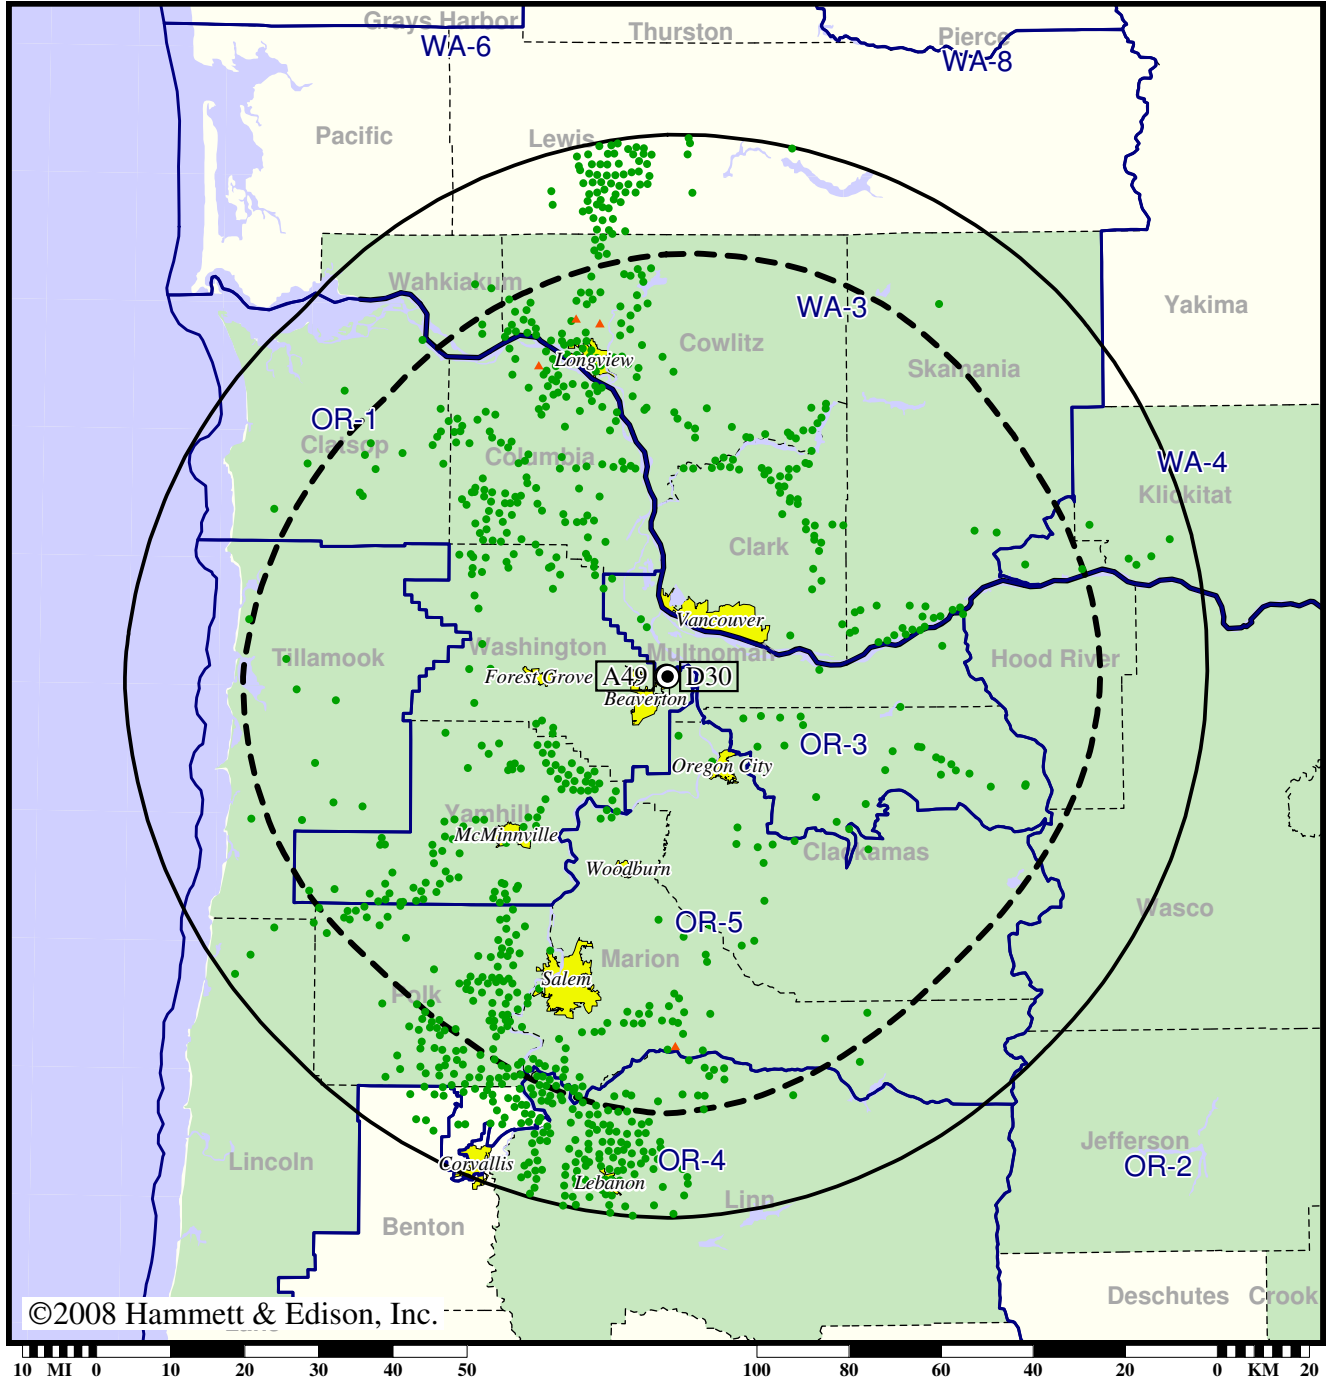 Grays Harbor
WA-6
Thurston
Pierce
WA-8
Pacific
Lewis
Wahkiakum
WA-3
Yakima
Cowlitz
Longview
Skamania
OR-1
Clatsop
Columbia
WA-4
Klickitat
Clark
Vancouver
Washington
Multnomah
Tillamook
Hood River
Forest Grove
A49
D30
Beaverton
OR-3
Oregon City
Yamhill
McMinnville
Clackamas
Woodburn
Wasco
OR-5
Marion
Salem
Polk
Jefferson
OR-2
Lincoln
Corvallis
OR-4
Lebanon
Linn
Benton
Deschutes
Crook
©2008 Hammett & Edison, Inc.
10 MI 0 10 20 30 40 50
100 80 60 40 20 0 KM 20